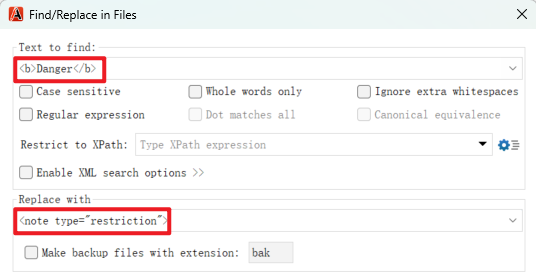 Find/Replace in Files
Text to find:
<b>Danger</b>
Case sensitive Whole words only Ignore extra whitespaces
Regular expression Dot matches all Canonical equivalence
Restrict to XPath: Type XPath expression
Enable XML search options >>
Replace with
<note type="restriction">
Make backup files with extension: bak